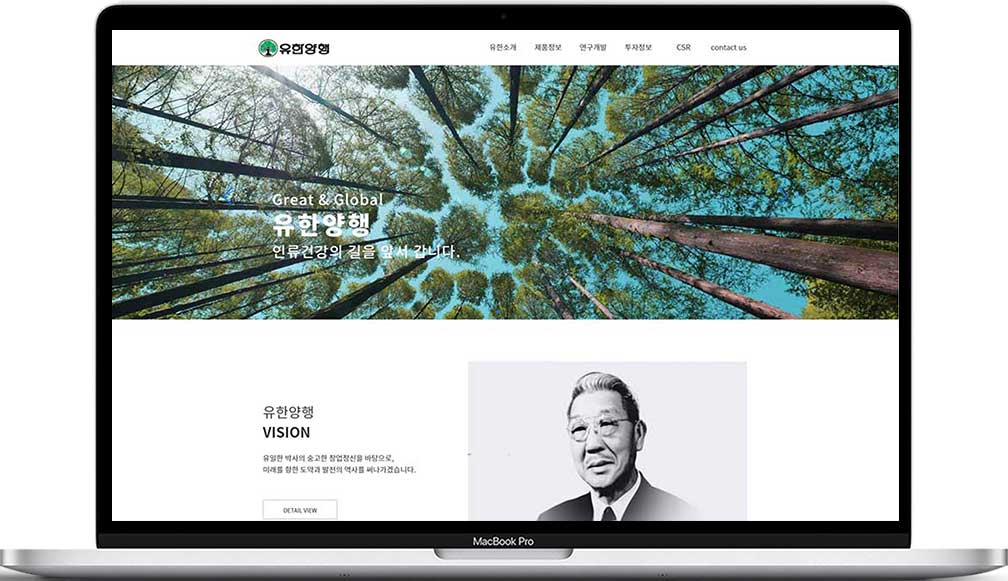 유한양행
유한소개 제품정보 연구개발 투자정보 CSR contact us
Great & Global
유한양행
인류건강의 길을 앞서 갑니다.
유한양행
VISION
유일한 박사의 숭고한 창업정신을 바탕으로,
미래를 향한 도약과 발전의 역사를 써나가겠습니다.
DETAIL VIEW
MacBook Pro